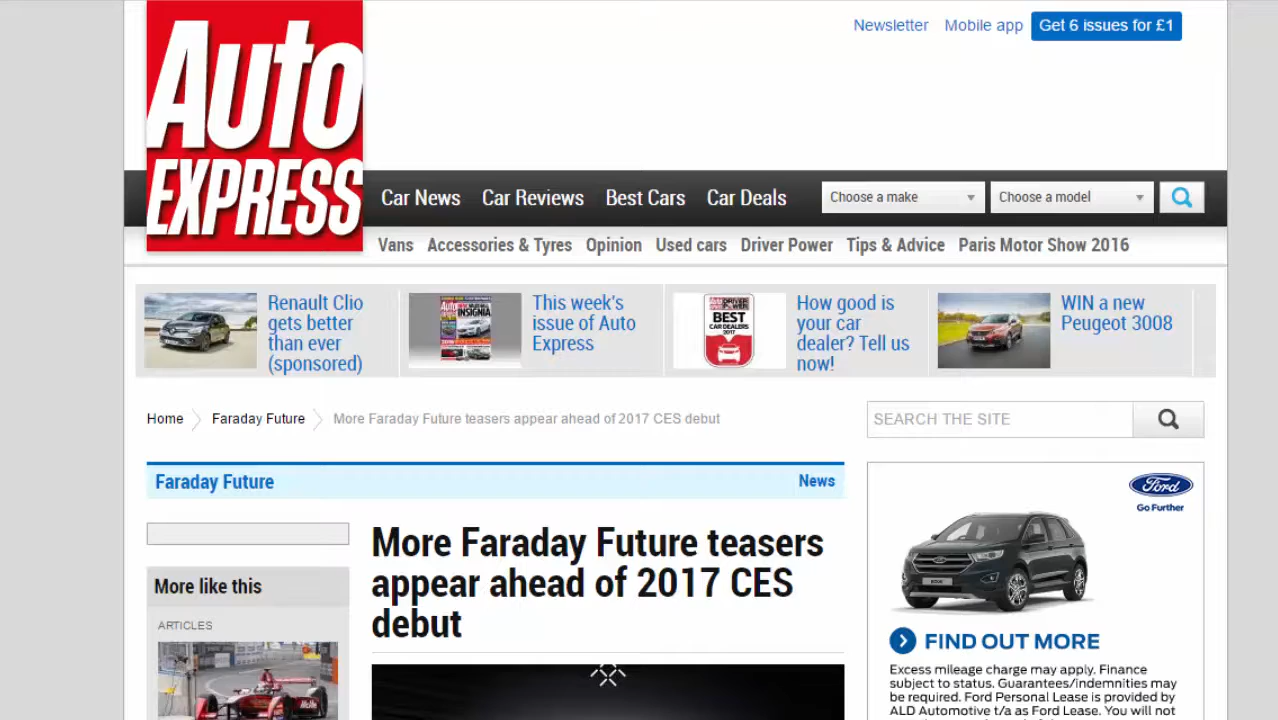 Auto
EXPRESS
Newsletter Mobile app Get 6 issues for £1
Car News Car Reviews Best Cars Car Deals Choose a make Choose a model
Vans Accessories & Tyres Opinion Used cars Driver Power Tips & Advice Paris Motor Show 2016
Renault Clio
gets better
than ever
(sponsored)
This week's
issue of Auto
Express
INSIGNIA
How good is
your car
dealer? Tell us
now!
BEST
CAR DEALERS
2017
WIN a new
Peugeot 3008
Home Faraday Future More Faraday Future teasers appear ahead of 2017 CES debut
SEARCH THE SITE
Faraday Future News
More Faraday Future teasers
appear ahead of 2017 CES
debut
More like this
ARTICLES
Ford
Go Further
FIND OUT MORE
Excess mileage charge may apply. Finance
subject to status. Guarantees/indemnities may
be required. Ford Personal Lease is provided by
ALD Automotive t/a as Ford Lease. You will not